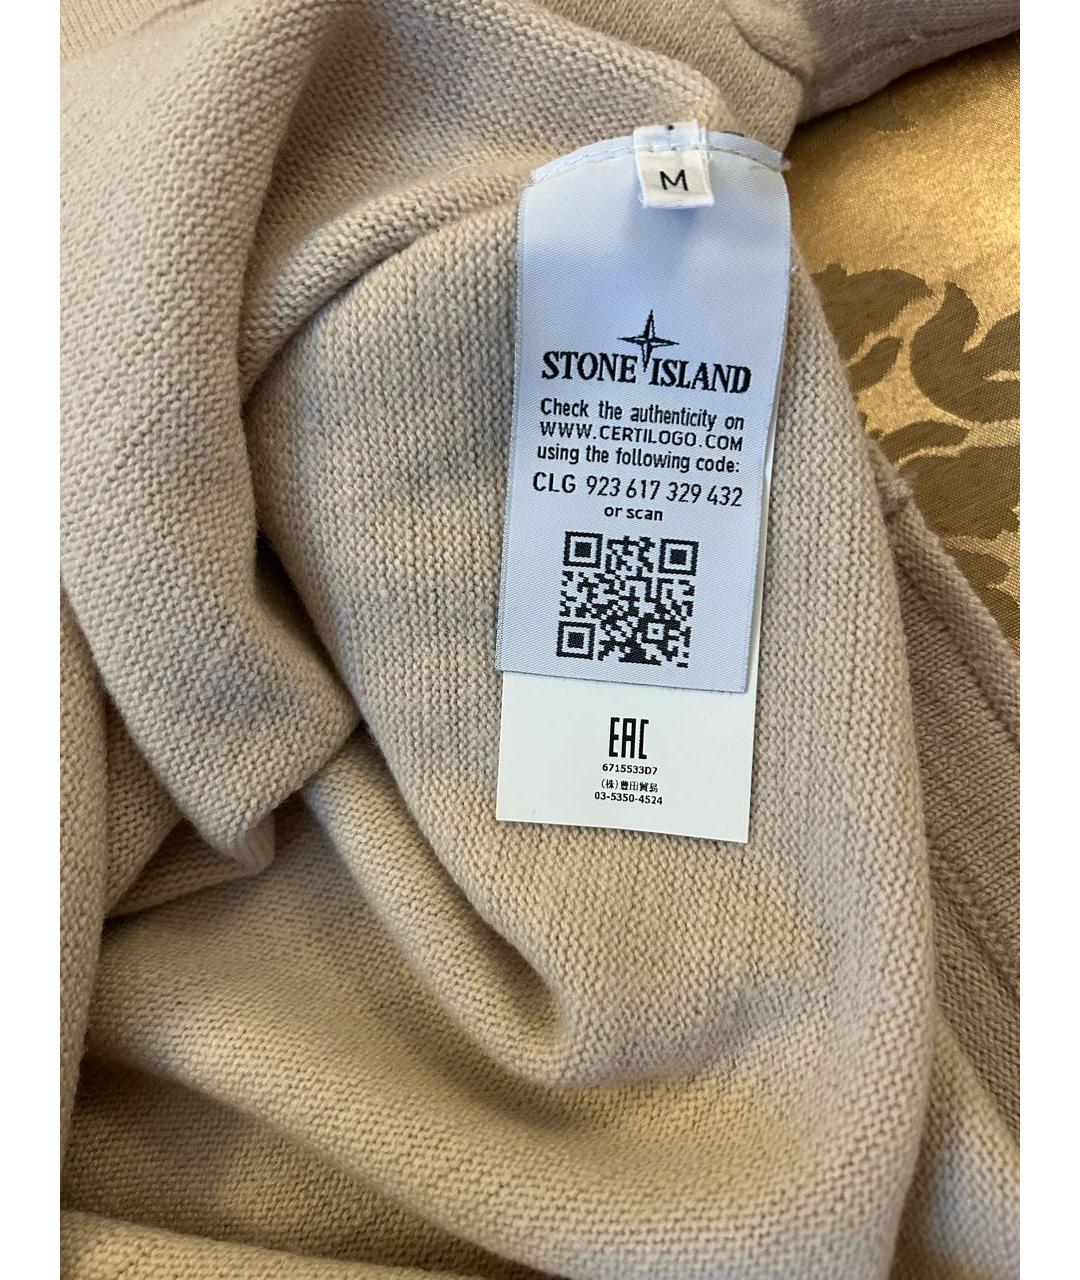 M
STONE ISLAND
Check the authenticity on
WWW.CERTILOGO.COM
using the following code:
CLG 923 617 329 432
or scan
EAC
6715533D7
(株)豊田貿易
03-5350-4524